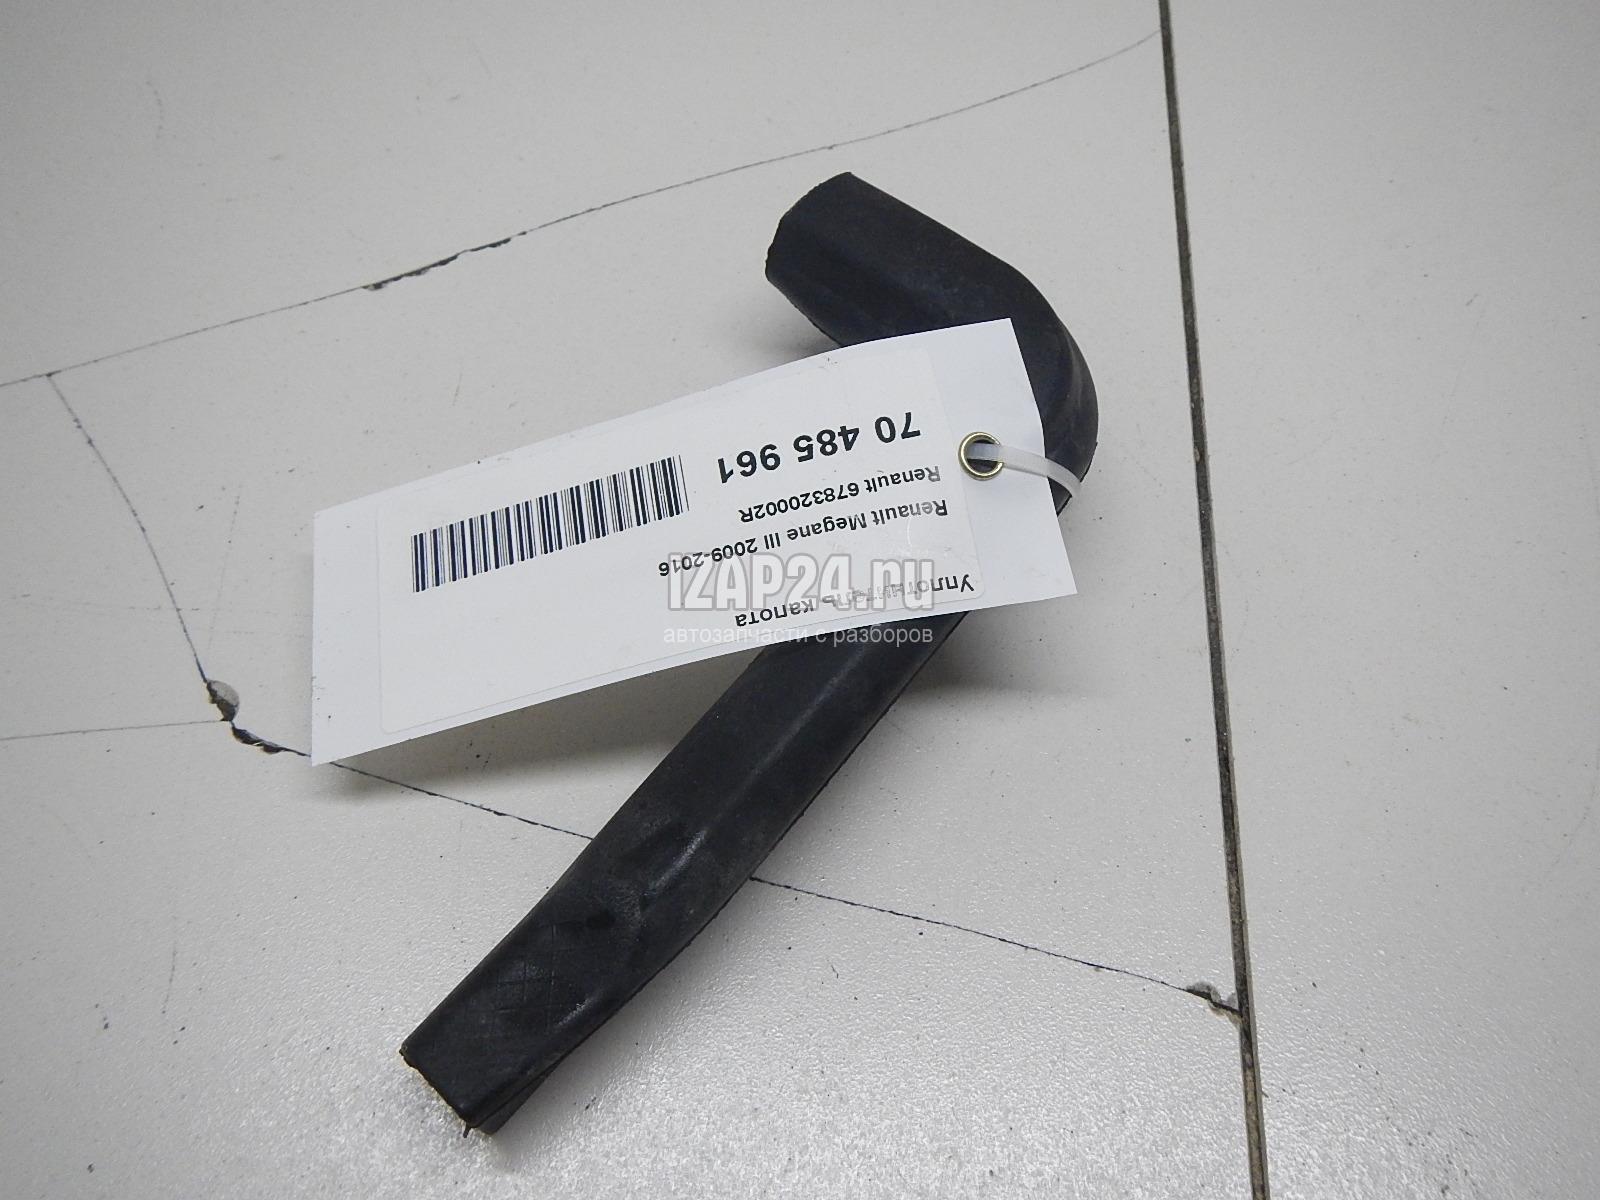 70 485 961
Renault 678320002R
Renault Megane III 2009-2016
Уплотнитель капота
IZAP24.ru
автозапчасти с разборов